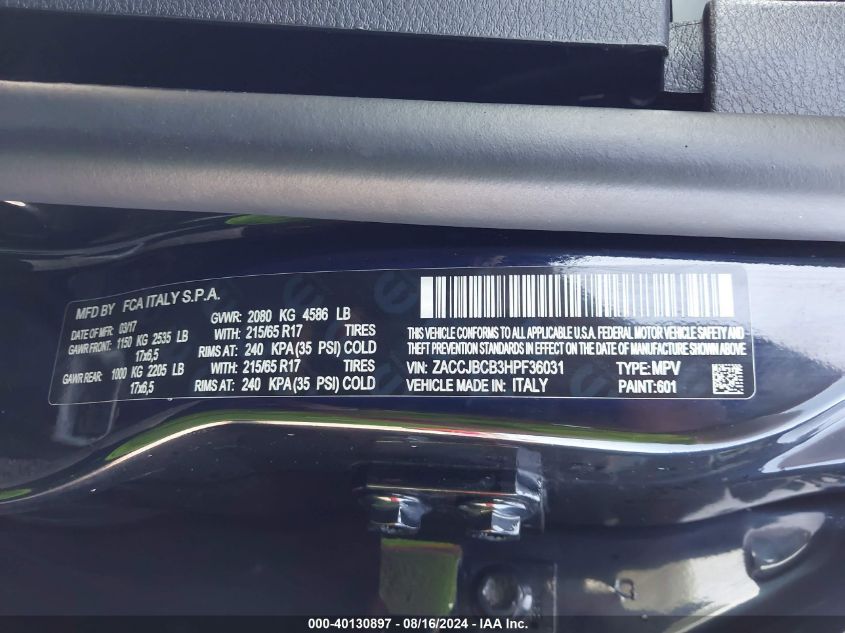 MFD BY FCA ITALY S.P.A.
DATE OF MFR: 03/17 GVWR: 2080 KG 4586 LB
GAWR FRONT: 1150 KG 2535 LB WITH: 215/65 R17 TIRES
17x6,5 RIMS AT: 240 KPA (35 PSI) COLD
GAWR REAR: 1000 KG 2205 LB WITH: 215/65 R17 TIRES
17x6,5 RIMS AT: 240 KPA (35 PSI) COLD
THIS VEHICLE CONFORMS TO ALL APPLICABLE U.S.A. FEDERAL MOTOR VEHICLE SAFETY AND
THEFT PREVENTION STANDARDS IN EFFECT ON THE DATE OF MANUFACTURE SHOWN ABOVE.
VIN: ZACCJBCB3HPF36031 TYPE: MPV
VEHICLE MADE IN: ITALY PAINT: 601
000-40130897 - 08/16/2024 - IAA Inc.